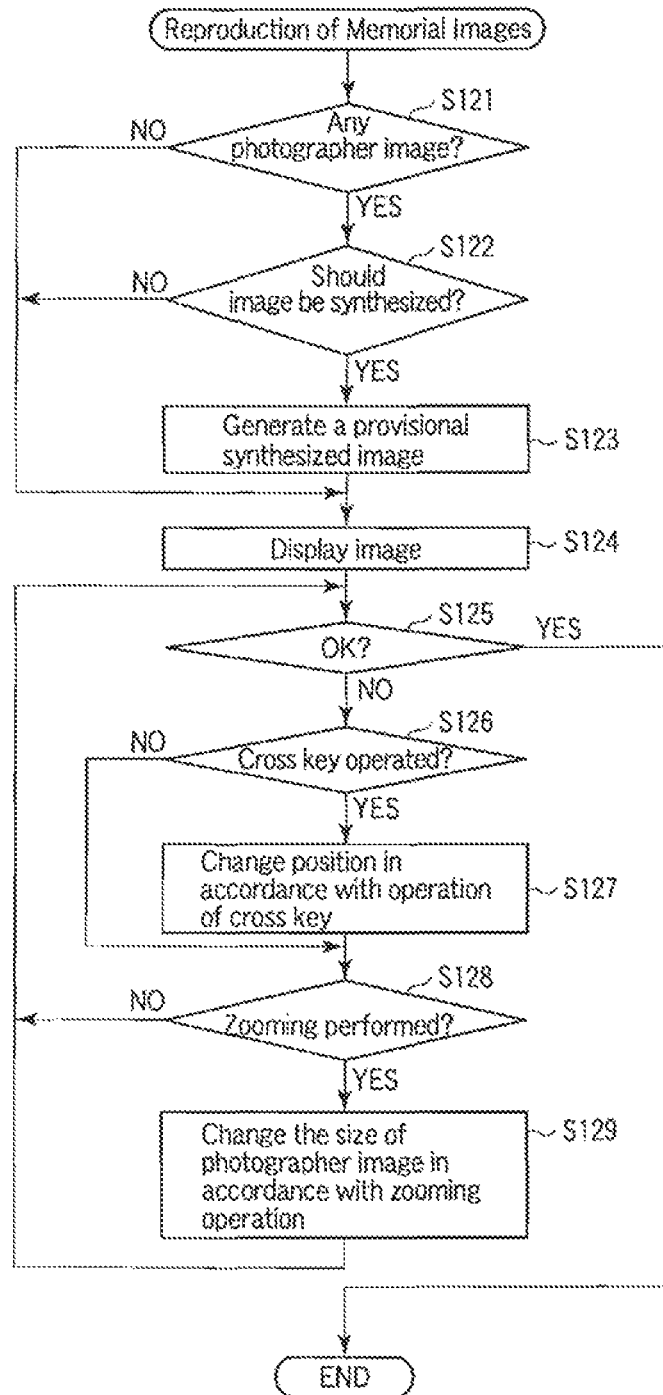 Reproduction of Memorial Images
S121
NO
Any
photographer image?
YES
S122
NO
Should
image be synthesized?
YES
Generate a provisional
synthesized image
S123
Display image
S124
S125
YES
OK?
NO
S126
NO
Cross key operated?
YES
Change position in
accordance with operation
of cross key
S127
S128
NO
Zooming performed?
YES
Change the size of
photographer image in
accordance with zooming
operation
S129
END